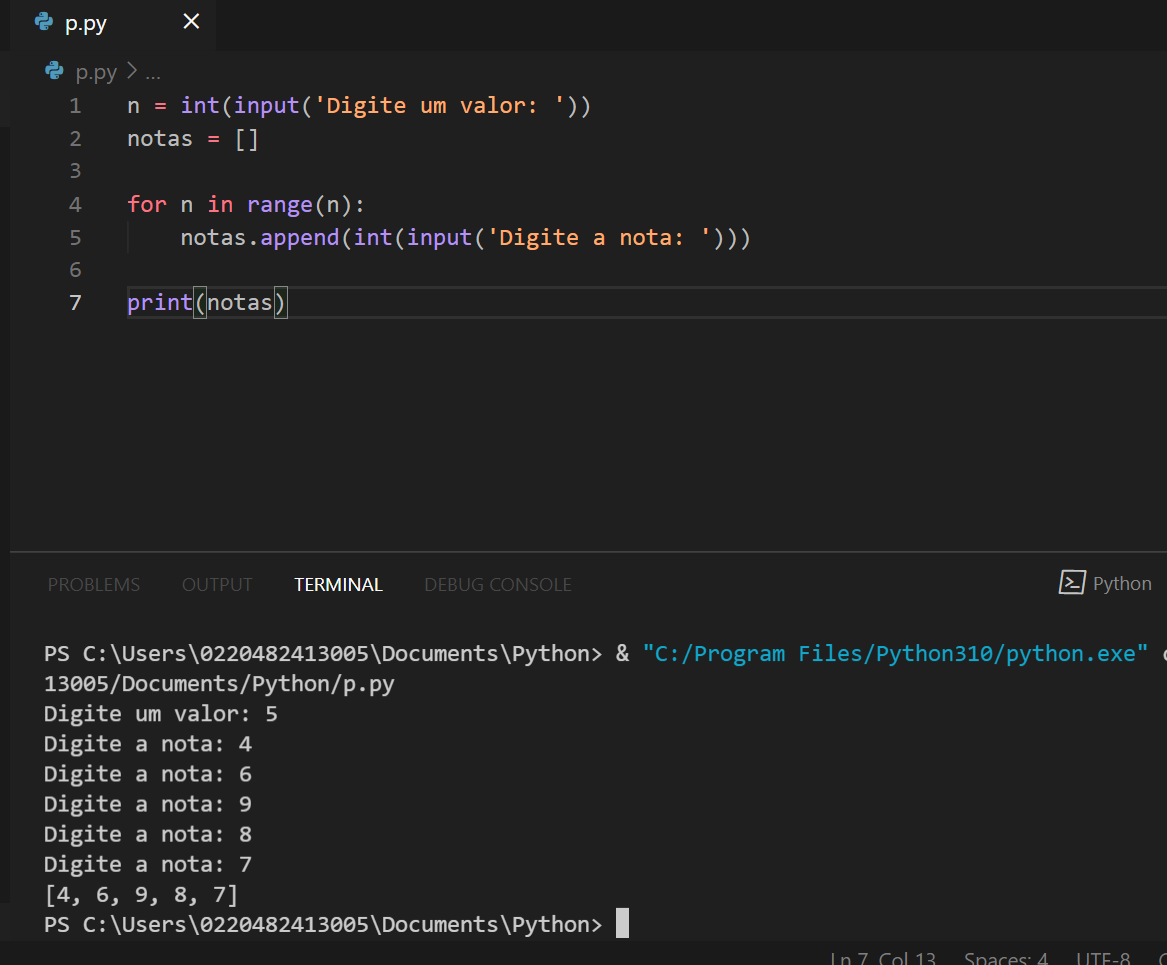 p.py
p.py > ...
1 n = int(input('Digite um valor: '))
2 notas = []
3
4 for n in range(n):
5     notas.append(int(input('Digite a nota: ')))
6
7 print(notas)
PROBLEMS OUTPUT TERMINAL DEBUG CONSOLE Python
PS C:\Users\0220482413005\Documents\Python> & "C:/Program Files/Python310/python.exe"
13005/Documents/Python/p.py
Digite um valor: 5
Digite a nota: 4
Digite a nota: 6
Digite a nota: 9
Digite a nota: 8
Digite a nota: 7
[4, 6, 9, 8, 7]
PS C:\Users\0220482413005\Documents\Python>
Ln 7, Col 13 Spaces: 4 UTF-8